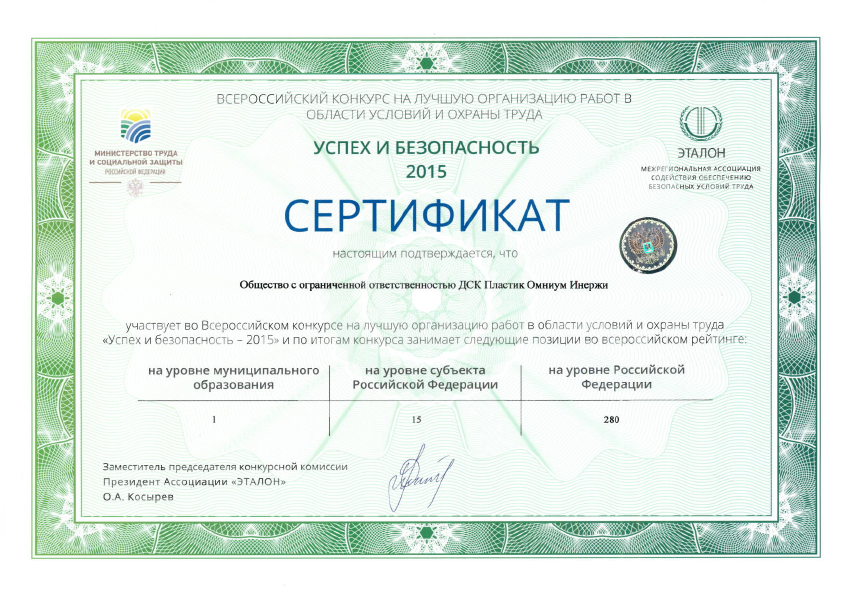 ВСЕРОССИЙСКИЙ КОНКУРС НА ЛУЧШУЮ ОРГАНИЗАЦИЮ РАБОТ В
ОБЛАСТИ УСЛОВИЙ И ОХРАНЫ ТРУДА
МИНИСТЕРСТВО ТРУДА
И СОЦИАЛЬНОЙ ЗАЩИТЫ
РОССИЙСКОЙ ФЕДЕРАЦИИ
УСПЕХ И БЕЗОПАСНОСТЬ
2015
ЭТАЛОН
МЕЖРЕГИОНАЛЬНАЯ АССОЦИАЦИЯ
СОДЕЙСТВИЯ ОБЕСПЕЧЕНИЮ
БЕЗОПАСНЫХ УСЛОВИЙ ТРУДА
СЕРТИФИКАТ
настоящим подтверждается, что
Общество с ограниченной ответственностью ДСК Пластик Омниум Инержи
участвует во Всероссийском конкурсе на лучшую организацию работ в области условий и охраны труда
«Успех и безопасность – 2015» и по итогам конкурса занимает следующие позиции во всероссийском рейтинге:
на уровне муниципального
образования
на уровне субъекта
Российской Федерации
на уровне Российской
Федерации
1
15
280
Заместитель председателя конкурсной комиссии
Президент Ассоциации «ЭТАЛОН»
О.А. Косырев